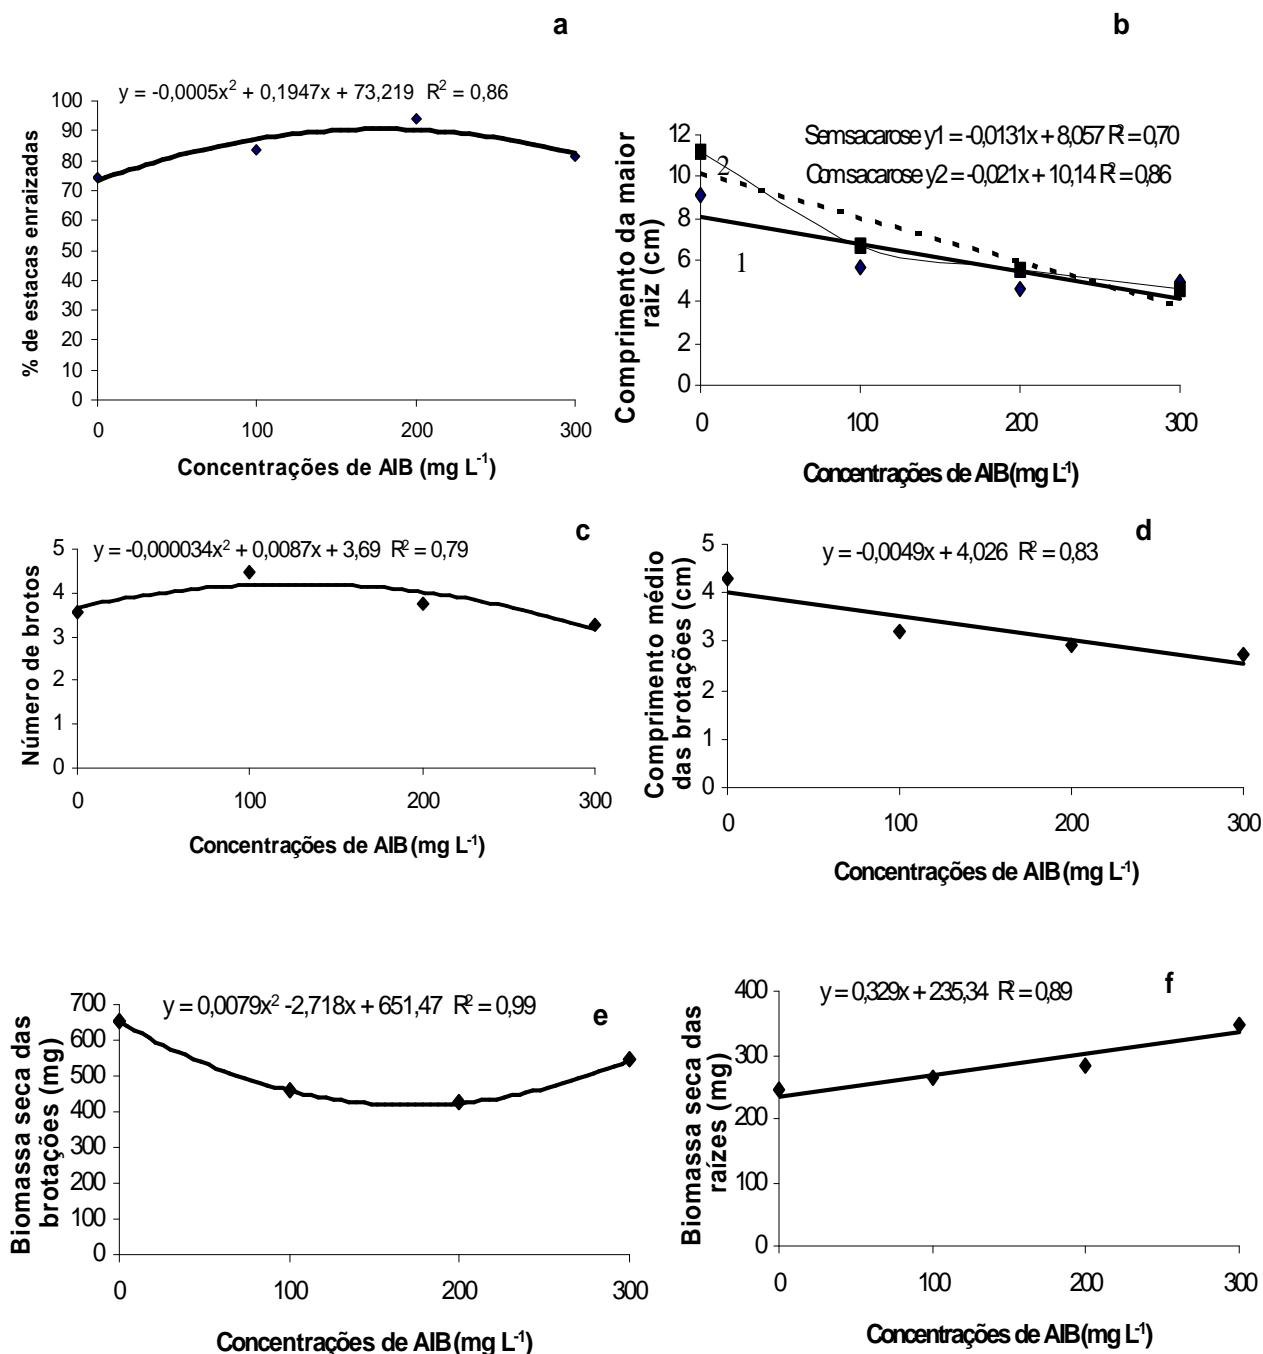 a
y = -0,0005x² + 0,1947x + 73,219 R² = 0,86
% de estacas enraizadas
100
90
80
70
60
50
40
30
20
10
0
0 100 200 300
Concentrações de AIB (mg L⁻¹)
b
Sem sacarose y1 = -0,0131x + 8,057 R² = 0,70
Com sacarose y2 = -0,021x + 10,14 R² = 0,86
Comprimento da maior
raiz (cm)
12
10
8
6
4
2
0
2
1
0 100 200 300
Concentrações de AIB (mg L⁻¹)
c
y = -0,000034x² + 0,0087x + 3,69 R² = 0,79
Número de brotos
5
4
3
2
1
0
0 100 200 300
Concentrações de AIB (mg L⁻¹)
d
y = -0,0049x + 4,026 R² = 0,83
Comprimento médio
das brotações (cm)
5
4
3
2
1
0
0 100 200 300
Concentrações de AIB (mg L⁻¹)
e
y = 0,0079x² -2,718x + 651,47 R² = 0,99
Biomassa seca das
brotações (mg)
700
600
500
400
300
200
100
0
0 100 200 300
Concentrações de AIB (mg L⁻¹)
f
y = 0,329x + 235,34 R² = 0,89
Biomassa seca das
raízes (mg)
400
300
200
100
0
0 100 200 300
Concentrações de AIB (mg L⁻¹)